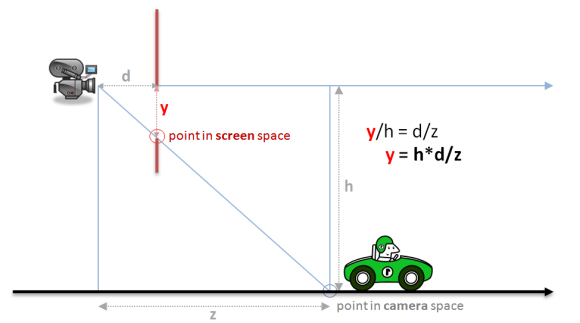 d
y
point in screen space
y/h = d/z
y = h*d/z
h
P
point in camera space
z